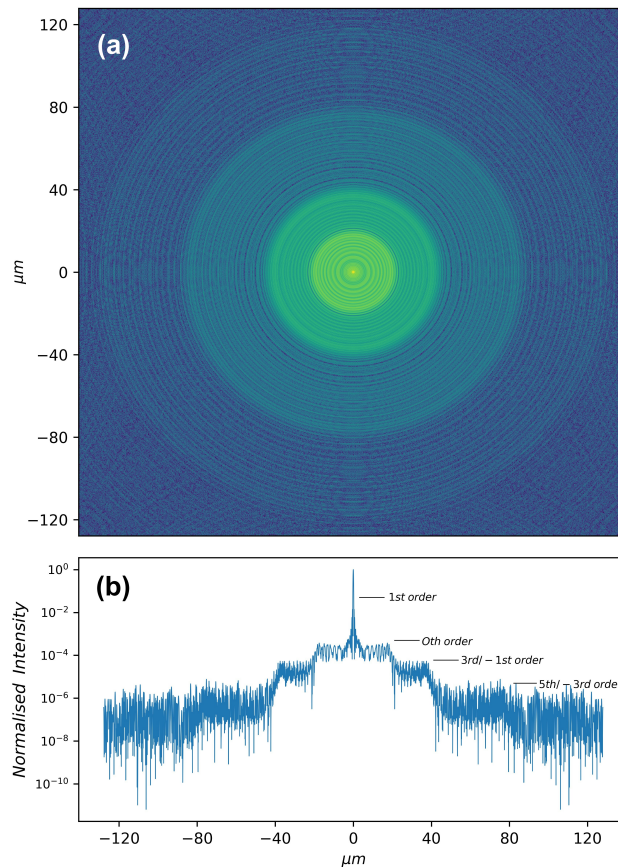 (a)
120
80
40
0
−40
−80
−120
μm
(b)
10⁰
10⁻²
10⁻⁴
10⁻⁶
10⁻⁸
10⁻¹⁰
Normalised Intensity
1st order
0th order
3rd/−1st order
5th/−3rd order
−120 −80 −40 0 40 80 120
μm